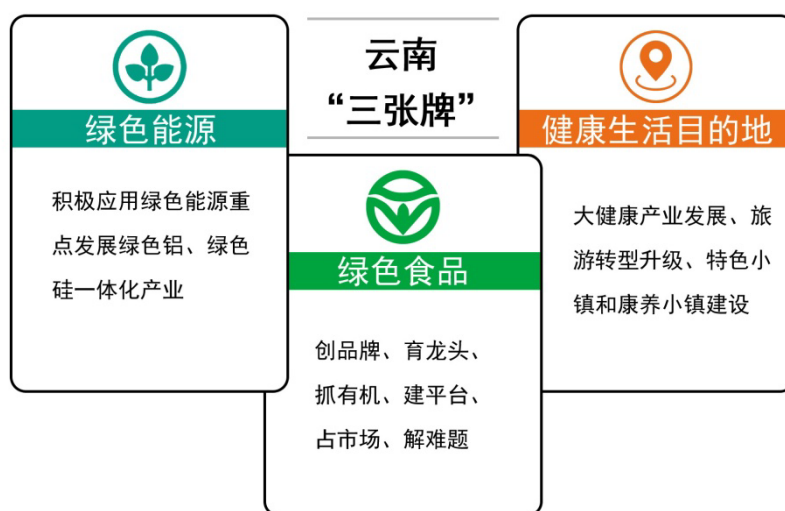 云南
“三张牌”
绿色能源
积极应用绿色能源重
点发展绿色铝、绿色
硅一体化产业
绿色食品
创品牌、育龙头、
抓有机、建平台、
占市场、解难题
健康生活目的地
大健康产业发展、旅
游转型升级、特色小
镇和康养小镇建设